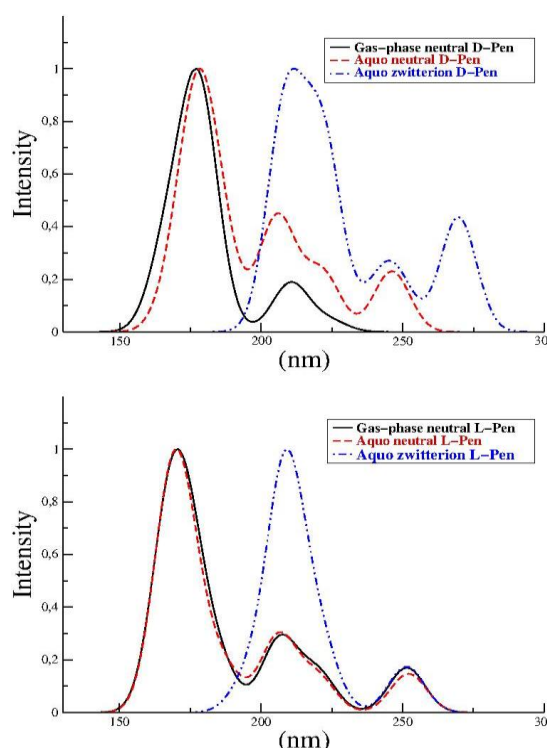 Gas-phase neutral D-Pen
Aquo neutral D-Pen
Aquo zwitterion D-Pen
Intensity
1
0,8
0,6
0,4
0,2
0
150
200
250
30
(nm)
Gas-phase neutral L-Pen
Aquo neutral L-Pen
Aquo zwitterion L-Pen
Intensity
1
0,8
0,6
0,4
0,2
0
150
200
250
30
(nm)